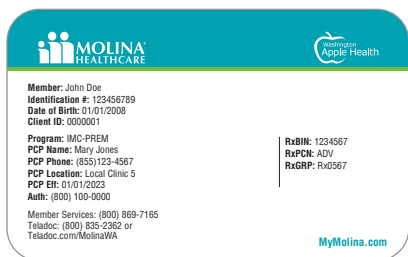 MOLINA
HEALTHCARE
Washington
Apple Health
Member: John Doe
Identification #: 123456789
Date of Birth: 01/01/2008
Client ID: 0000001
Program: IMC-PREM
PCP Name: Mary Jones
PCP Phone: (855)123-4567
PCP Location: Local Clinic 5
PCP Eff: 01/01/2023
Auth: (800) 100-0000
RxBIN: 1234567
RxPCN: ADV
RxGRP: Rx0567
Member Services: (800) 869-7165
Teladoc: (800) 835-2362 or
Teladoc.com/MolinaWA
MyMolina.com